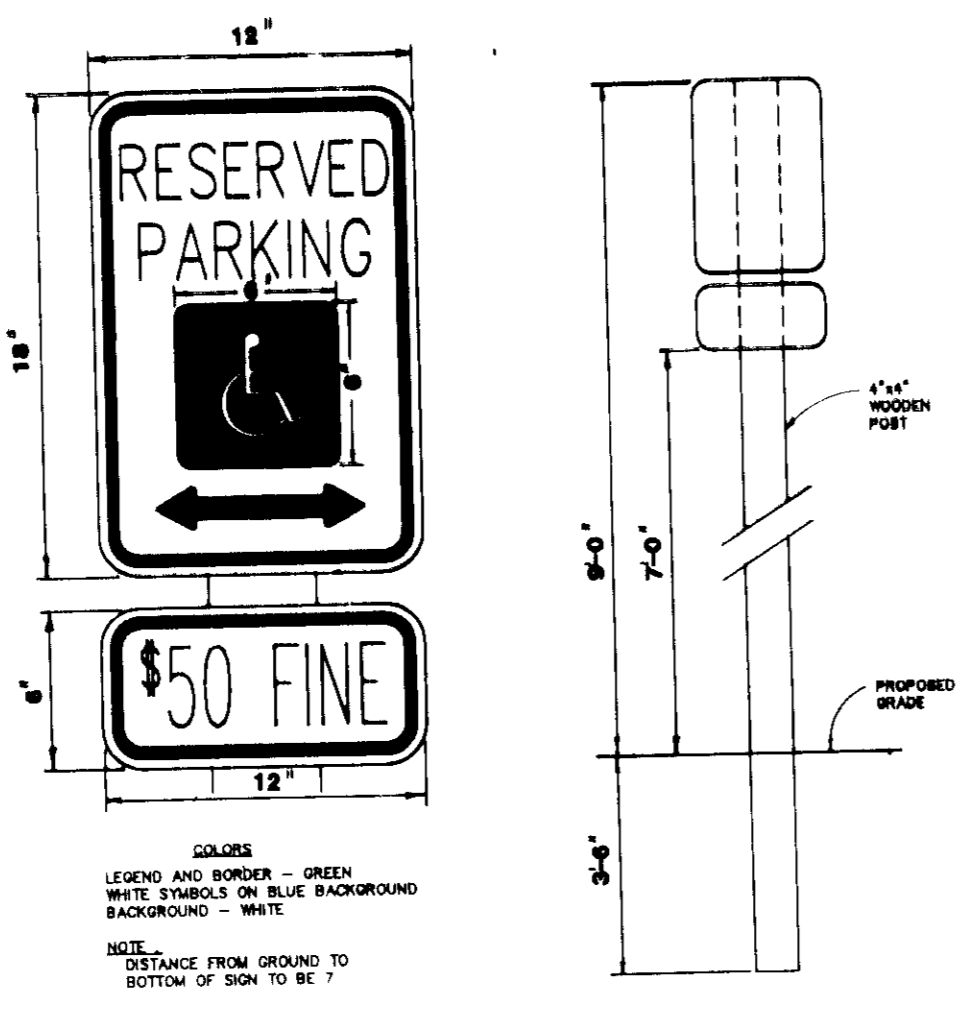 12"
18"
RESERVED
PARKING
6"
6"
$50 FINE
6"
12"
COLORS
LEGEND AND BORDER – GREEN
WHITE SYMBOLS ON BLUE BACKGROUND
BACKGROUND – WHITE
NOTE .
DISTANCE FROM GROUND TO
BOTTOM OF SIGN TO BE 7
9'-0"
7'-0"
4"x4"
WOODEN
POST
PROPOSED
GRADE
3'-6"